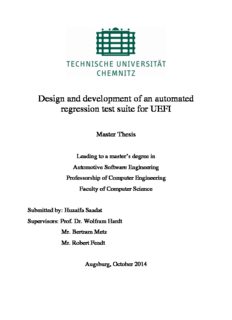 TECHNISCHE UNIVERSITÄT
CHEMNITZ
Design and development of an automated
regression test suite for UEFI
Master Thesis
Leading to a master's degree in
Automotive Software Engineering
Professorship of Computer Engineering
Faculty of Computer Science
Submitted by: Huzaifa Saadat
Supervisors: Prof. Dr. Wolfram Hardt
Mr. Bertram Metz
Mr. Robert Fendt
Augsburg, October 2014